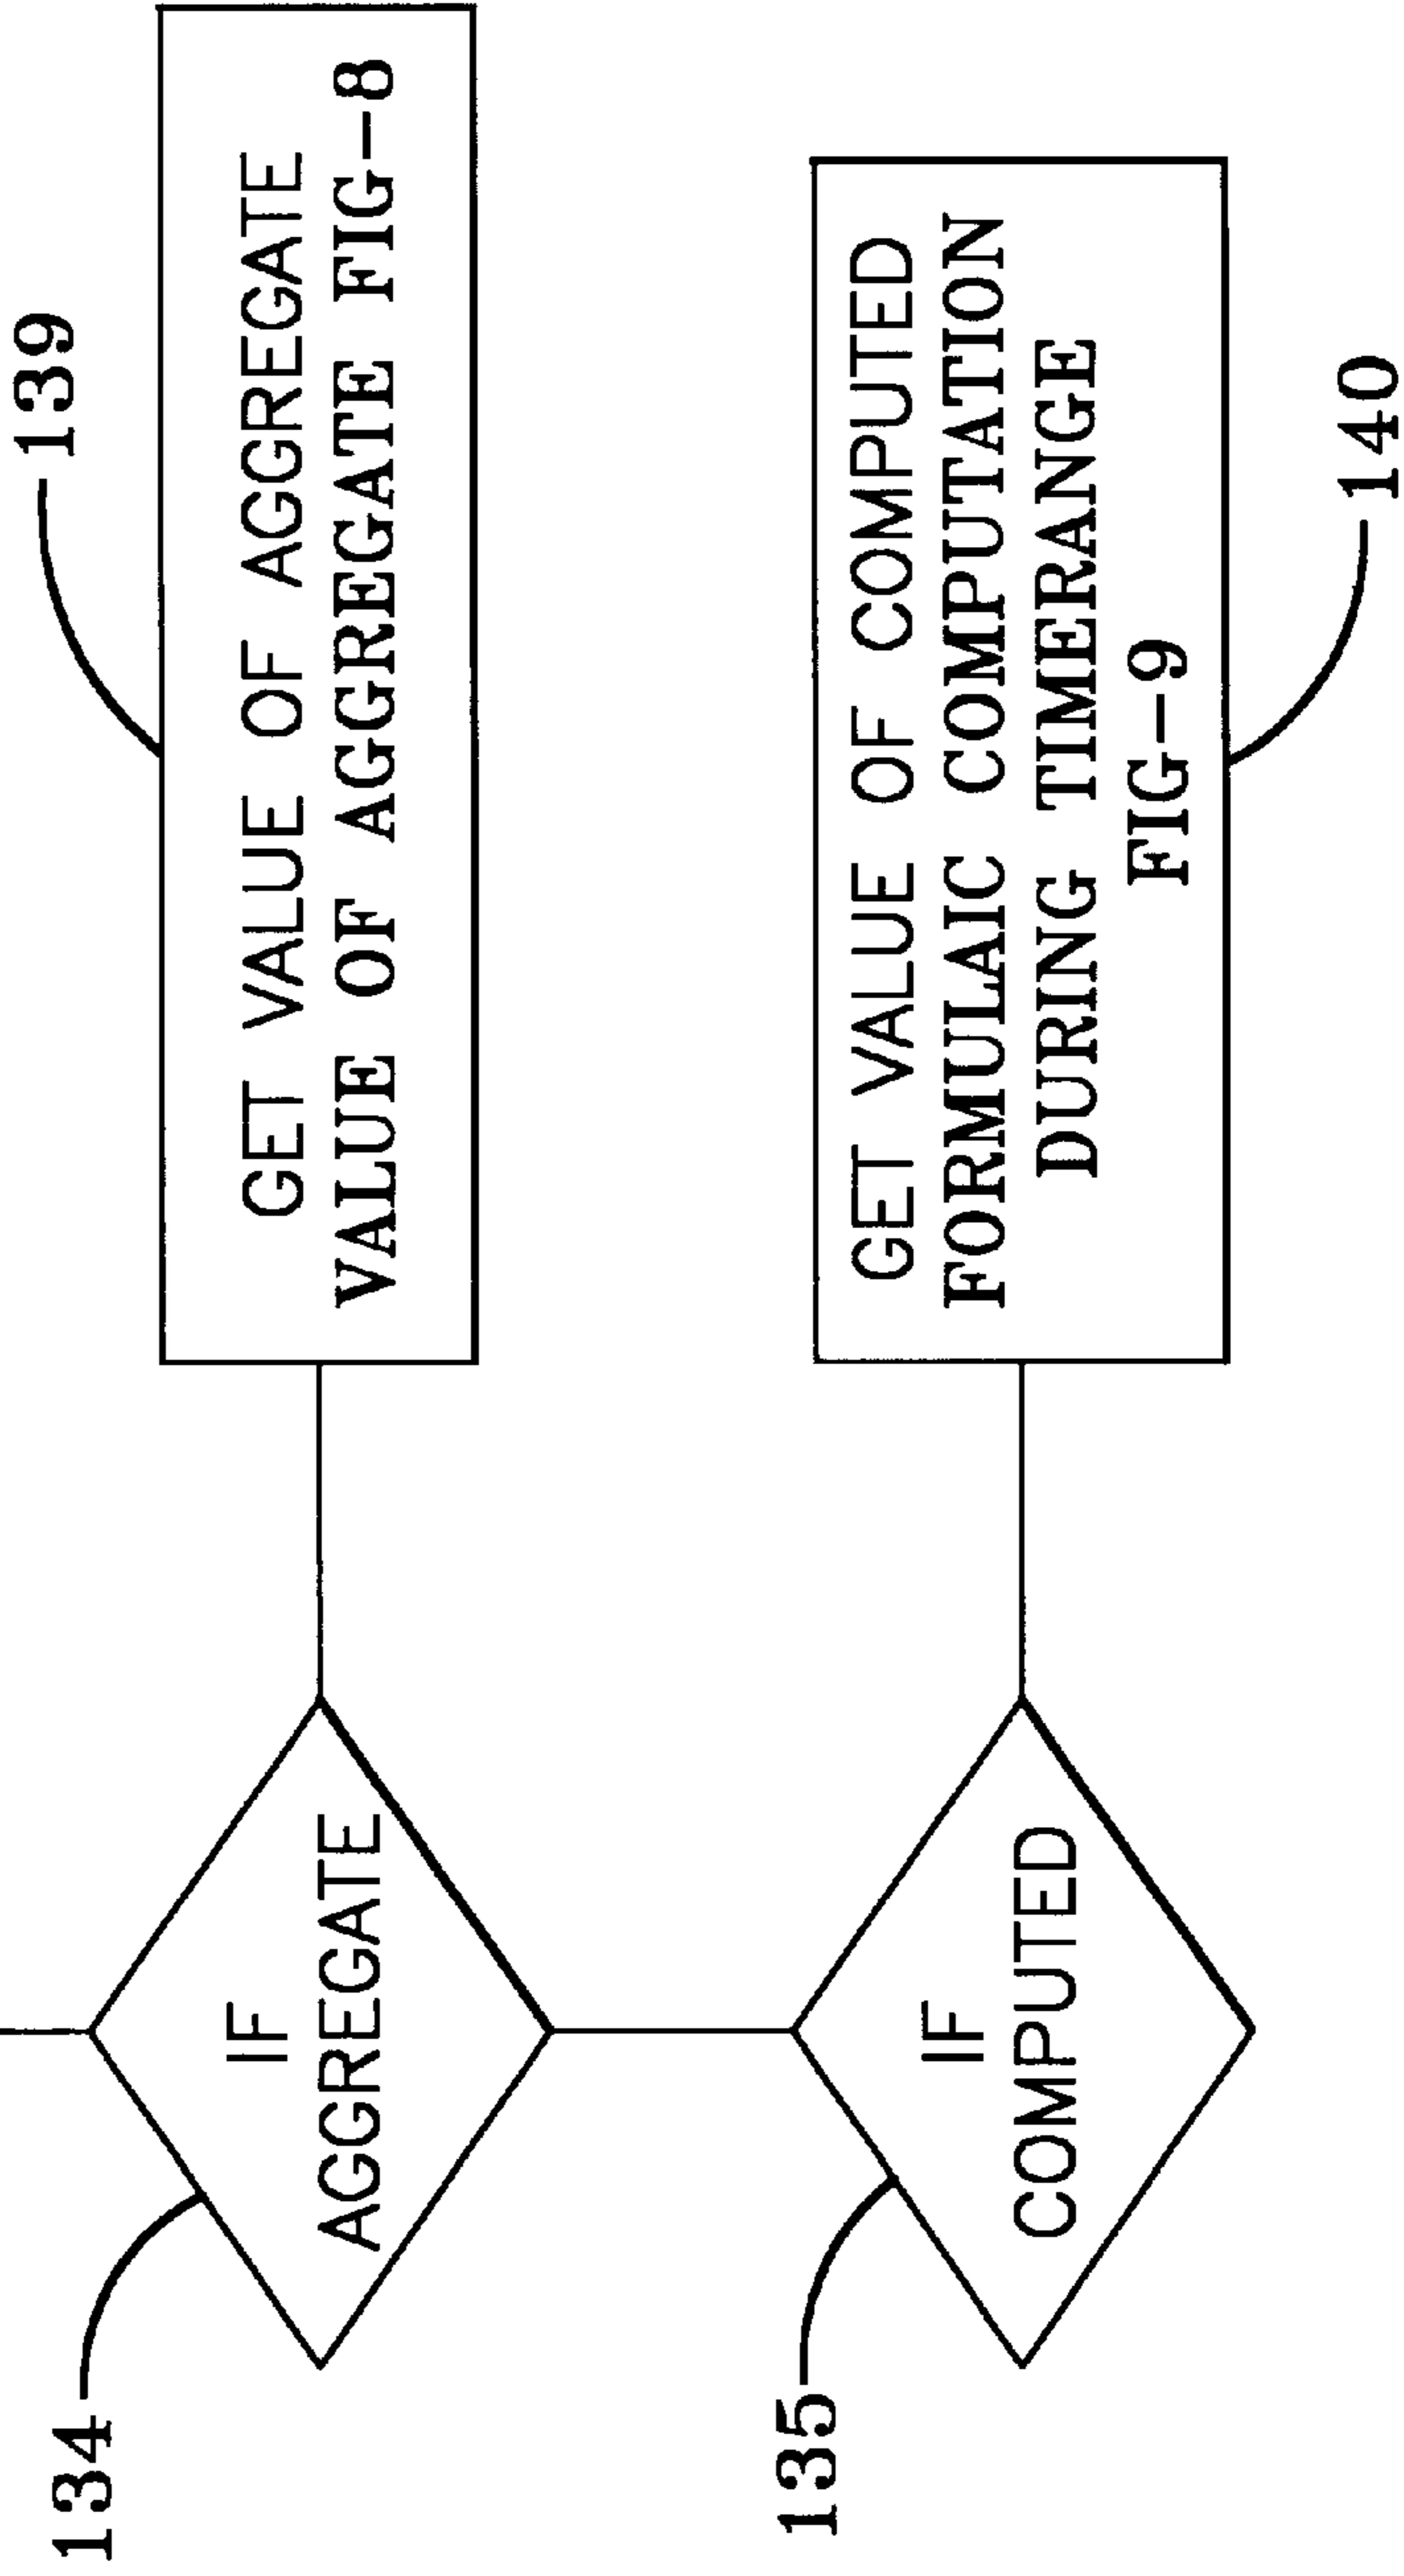 134
IF
AGGREGATE
139
GET VALUE OF AGGREGATE
VALUE OF AGGREGATE FIG-8
135
IF
COMPUTED
GET VALUE OF COMPUTED
FORMULAIC COMPUTATION
DURING TIMERANGE
FIG-9
140